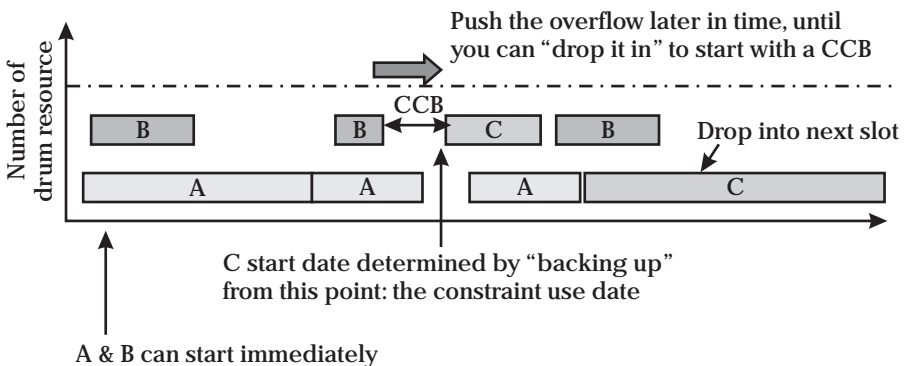 Push the overflow later in time, until
you can “drop it in” to start with a CCB
Number of
drum resource
CCB
B
B
C
B
Drop into next slot
A
A
A
C
C start date determined by “backing up”
from this point: the constraint use date
A & B can start immediately